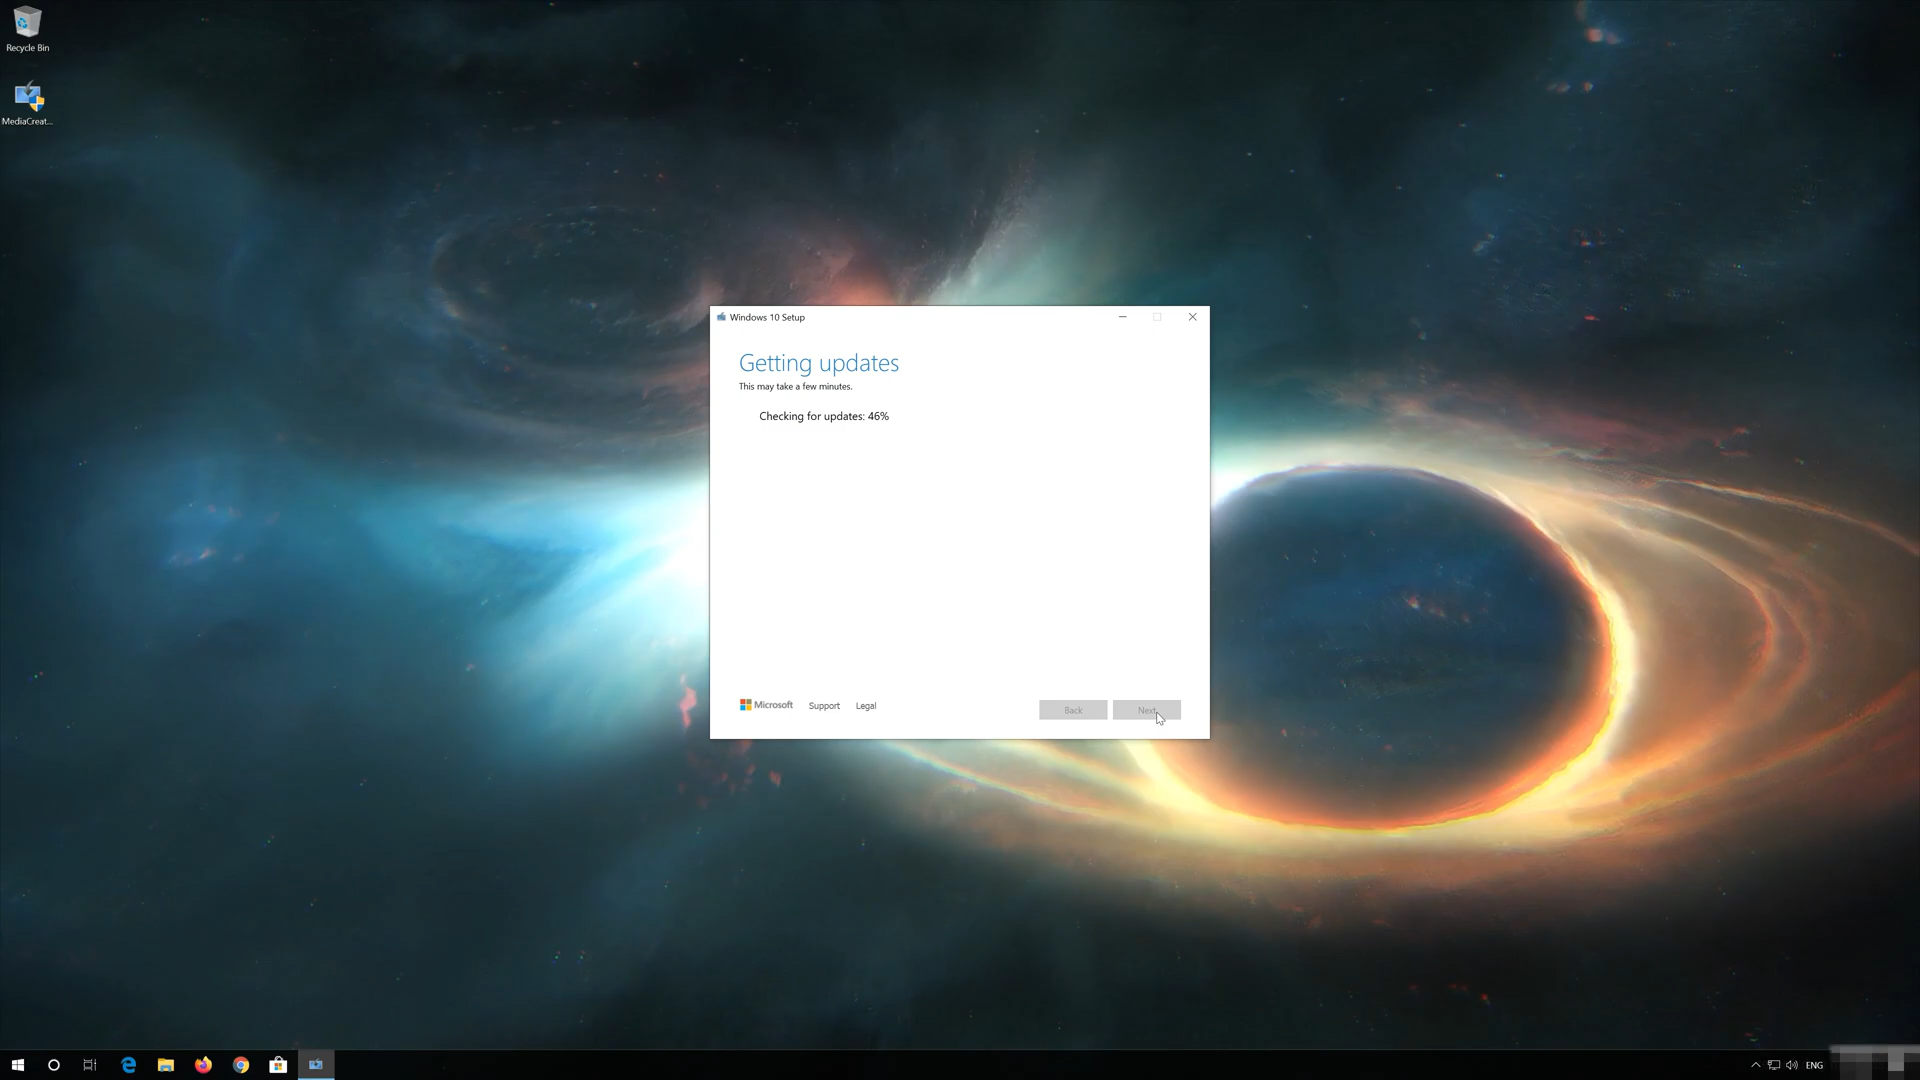 Recycle Bin
MediaCreat...
Windows 10 Setup
Getting updates
This may take a few minutes.
Checking for updates: 46%
Microsoft
Support
Legal
Back
Next
ENG